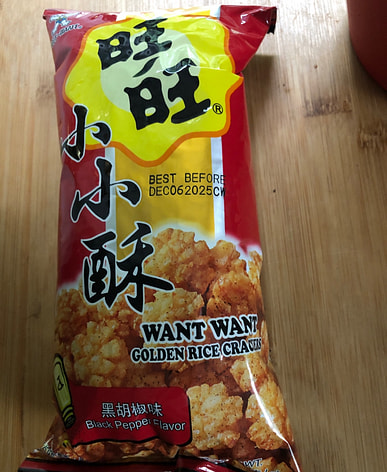 旺旺®
小小酥
BEST BEFORE
DEC062025CW
WANT WANT
GOLDEN RICE CRACKERS
黑胡椒味
Black Pepper Flavor